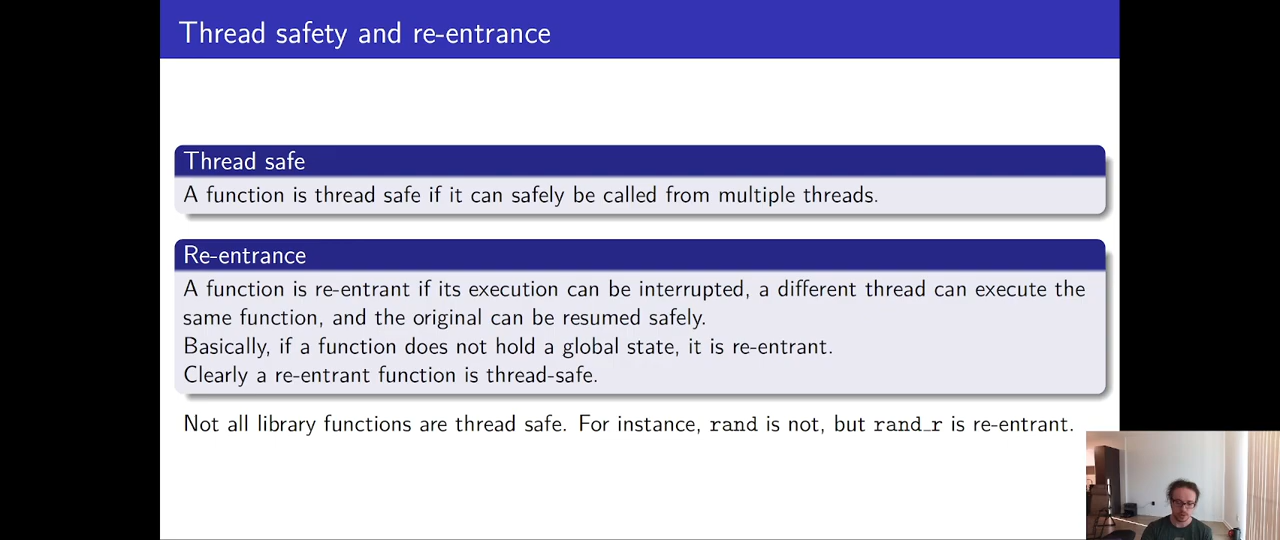 Thread safety and re-entrance
Thread safe
A function is thread safe if it can safely be called from multiple threads.
Re-entrance
A function is re-entrant if its execution can be interrupted, a different thread can execute the
same function, and the original can be resumed safely.
Basically, if a function does not hold a global state, it is re-entrant.
Clearly a re-entrant function is thread-safe.
Not all library functions are thread safe. For instance, rand is not, but rand_r is re-entrant.